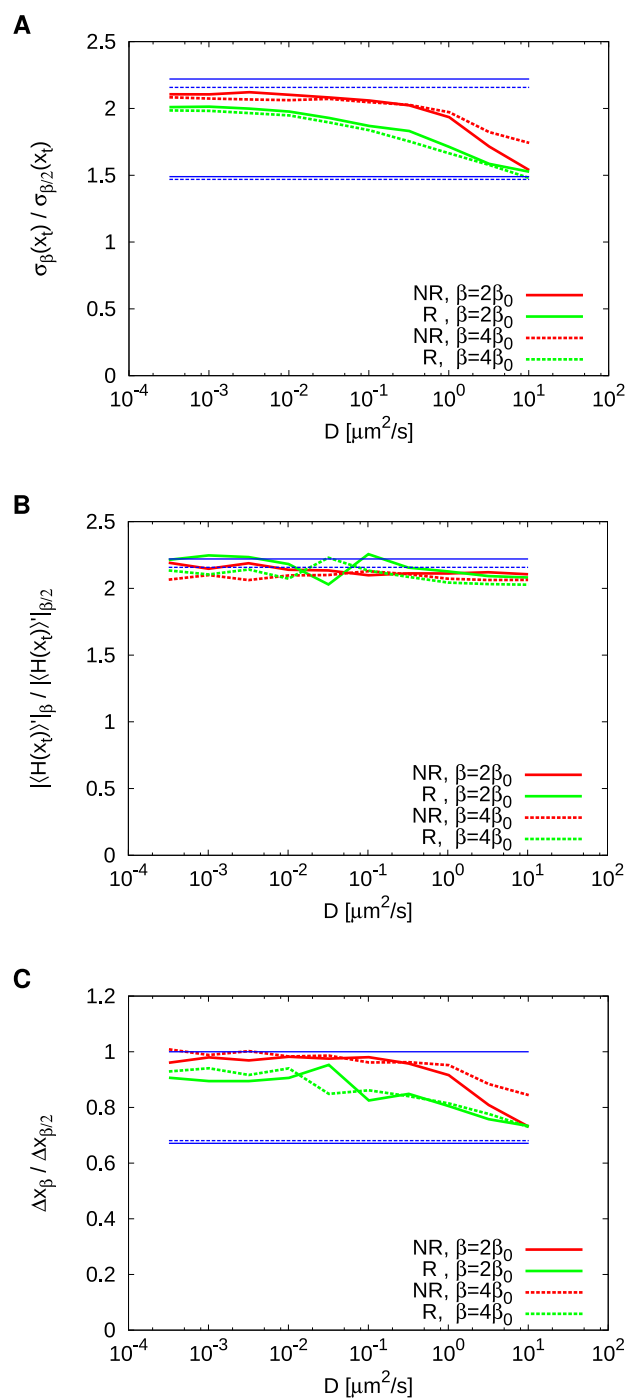 A
σβ(xt) / σβ/2(xt)
2.5
2
1.5
1
0.5
0
NR, β=2β0
R , β=2β0
NR, β=4β0
R, β=4β0
10-4 10-3 10-2 10-1 100 101 102
D [μm2/s]
B
|⟨H(xt)⟩'|β / |⟨H(xt)⟩'|β/2
2.5
2
1.5
1
0.5
0
NR, β=2β0
R , β=2β0
NR, β=4β0
R, β=4β0
10-4 10-3 10-2 10-1 100 101 102
D [μm2/s]
C
Δxβ / Δxβ/2
1.2
1
0.8
0.6
0.4
0.2
0
NR, β=2β0
R , β=2β0
NR, β=4β0
R, β=4β0
10-4 10-3 10-2 10-1 100 101 102
D [μm2/s]